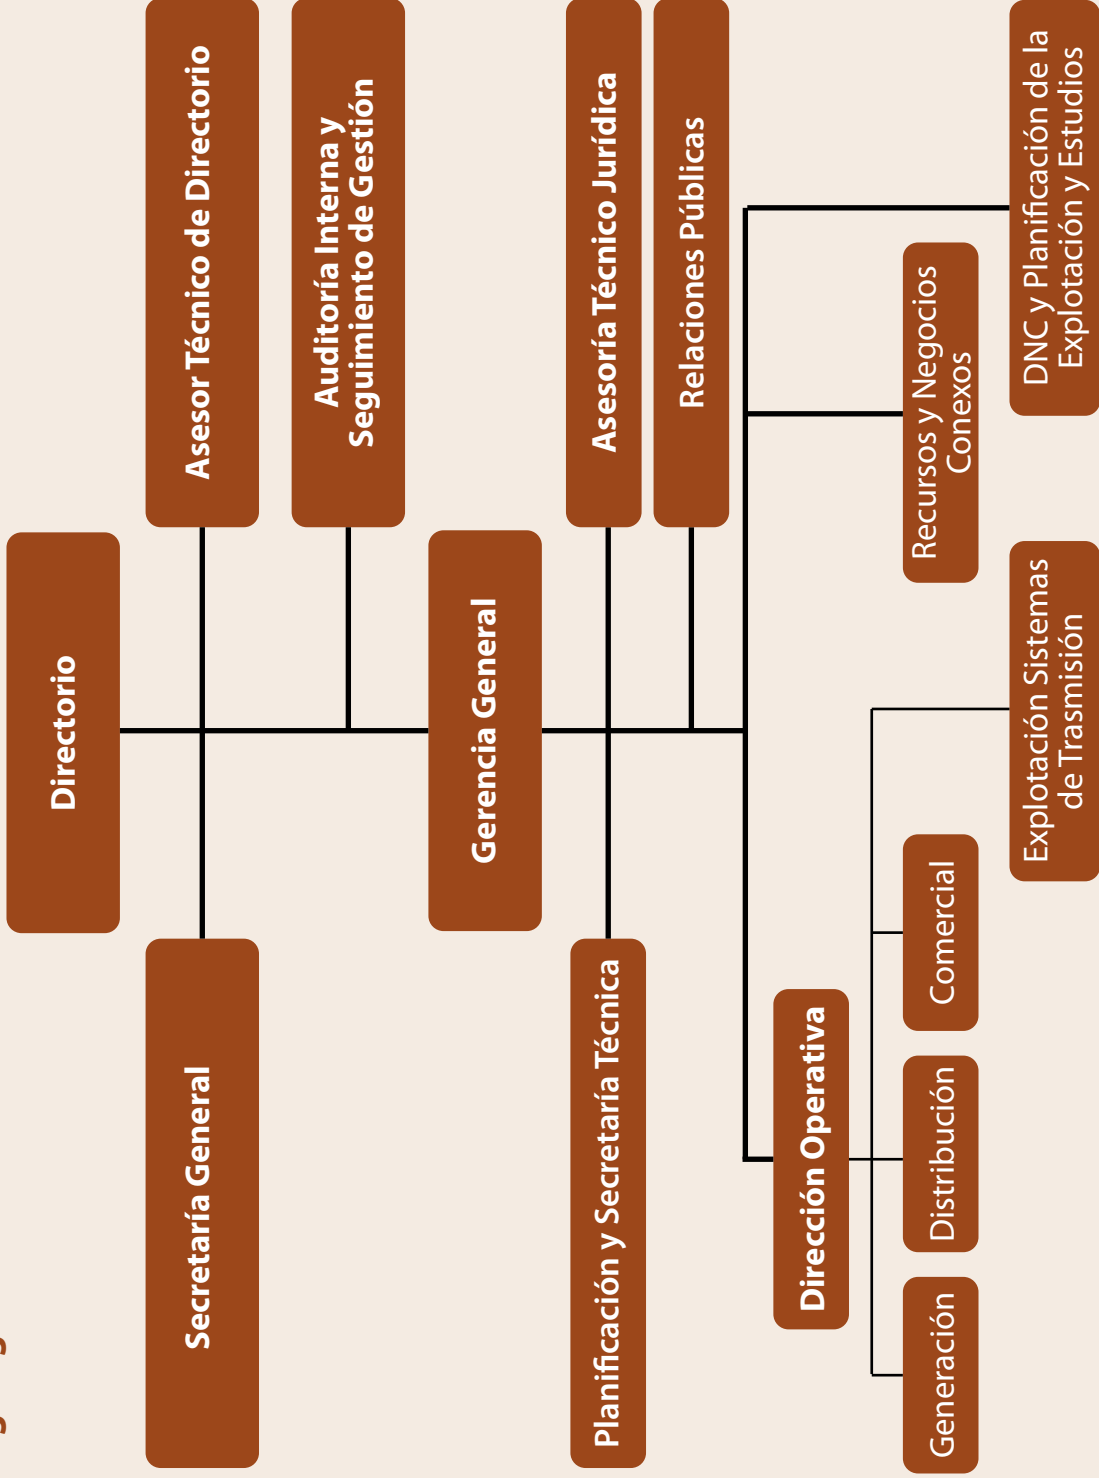 Directorio
Secretaría General
Asesor Técnico de Directorio
Auditoría Interna y
Seguimiento de Gestión
Gerencia General
Planificación y Secretaría Técnica
Asesoría Técnico Jurídica
Relaciones Públicas
Dirección Operativa
Generación
Distribución
Comercial
Explotación Sistemas
de Trasmisión
Recursos y Negocios
Conexos
DNC y Planificación de la
Explotación y Estudios